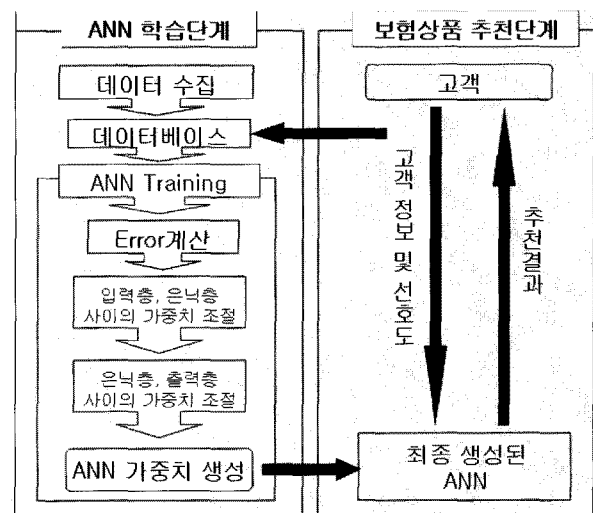 ANN 학습단계
데이터 수집
데이터베이스
ANN Training
Error계산
입력층, 은닉층
사이의 가중치 조절
은닉층, 출력층
사이의 가중치 조절
ANN 가중치 생성
보험상품 추천단계
고객
고객 정보 및 선호도
추천결과
최종 생성된
ANN